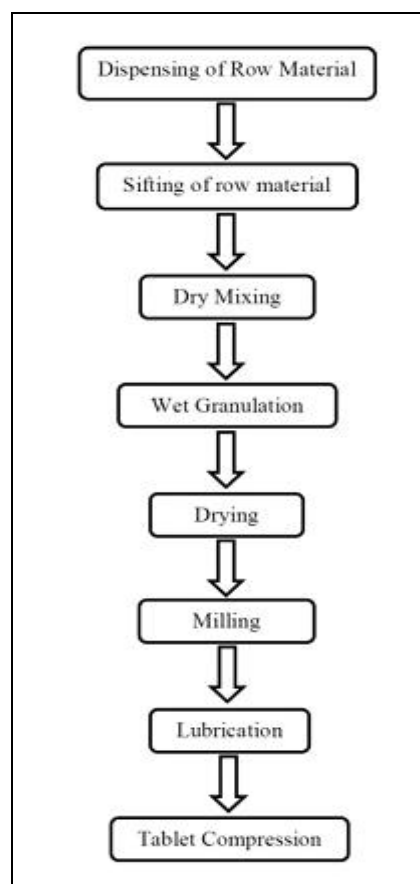 Dispensing of Row Material
Sifting of row material
Dry Mixing
Wet Granulation
Drying
Milling
Lubrication
Tablet Compression